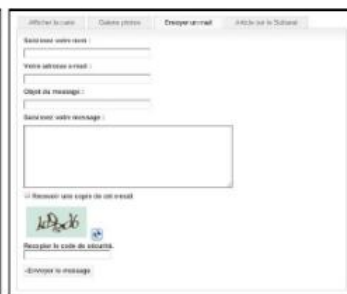 Afficher la carte Galerie photos Envoyer un mail Article sur le Sultanat
Saisissez votre nom :
Votre adresse e-mail :
Objet du message :
Saisissez votre message :
Recevoir une copie de cet e-mail
Recopier le code de sécurité.
>Envoyer le message